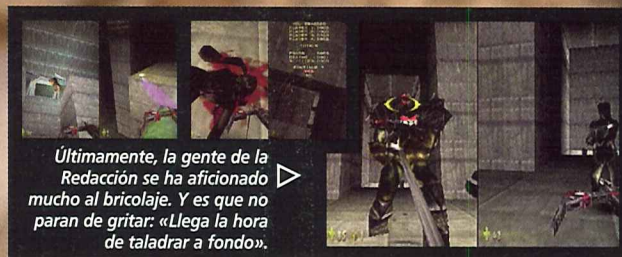 Últimamente, la gente de la
Redacción se ha aficionado
mucho al bricolaje. Y es que no
paran de gritar: «Llega la hora
de taladrar a fondo».